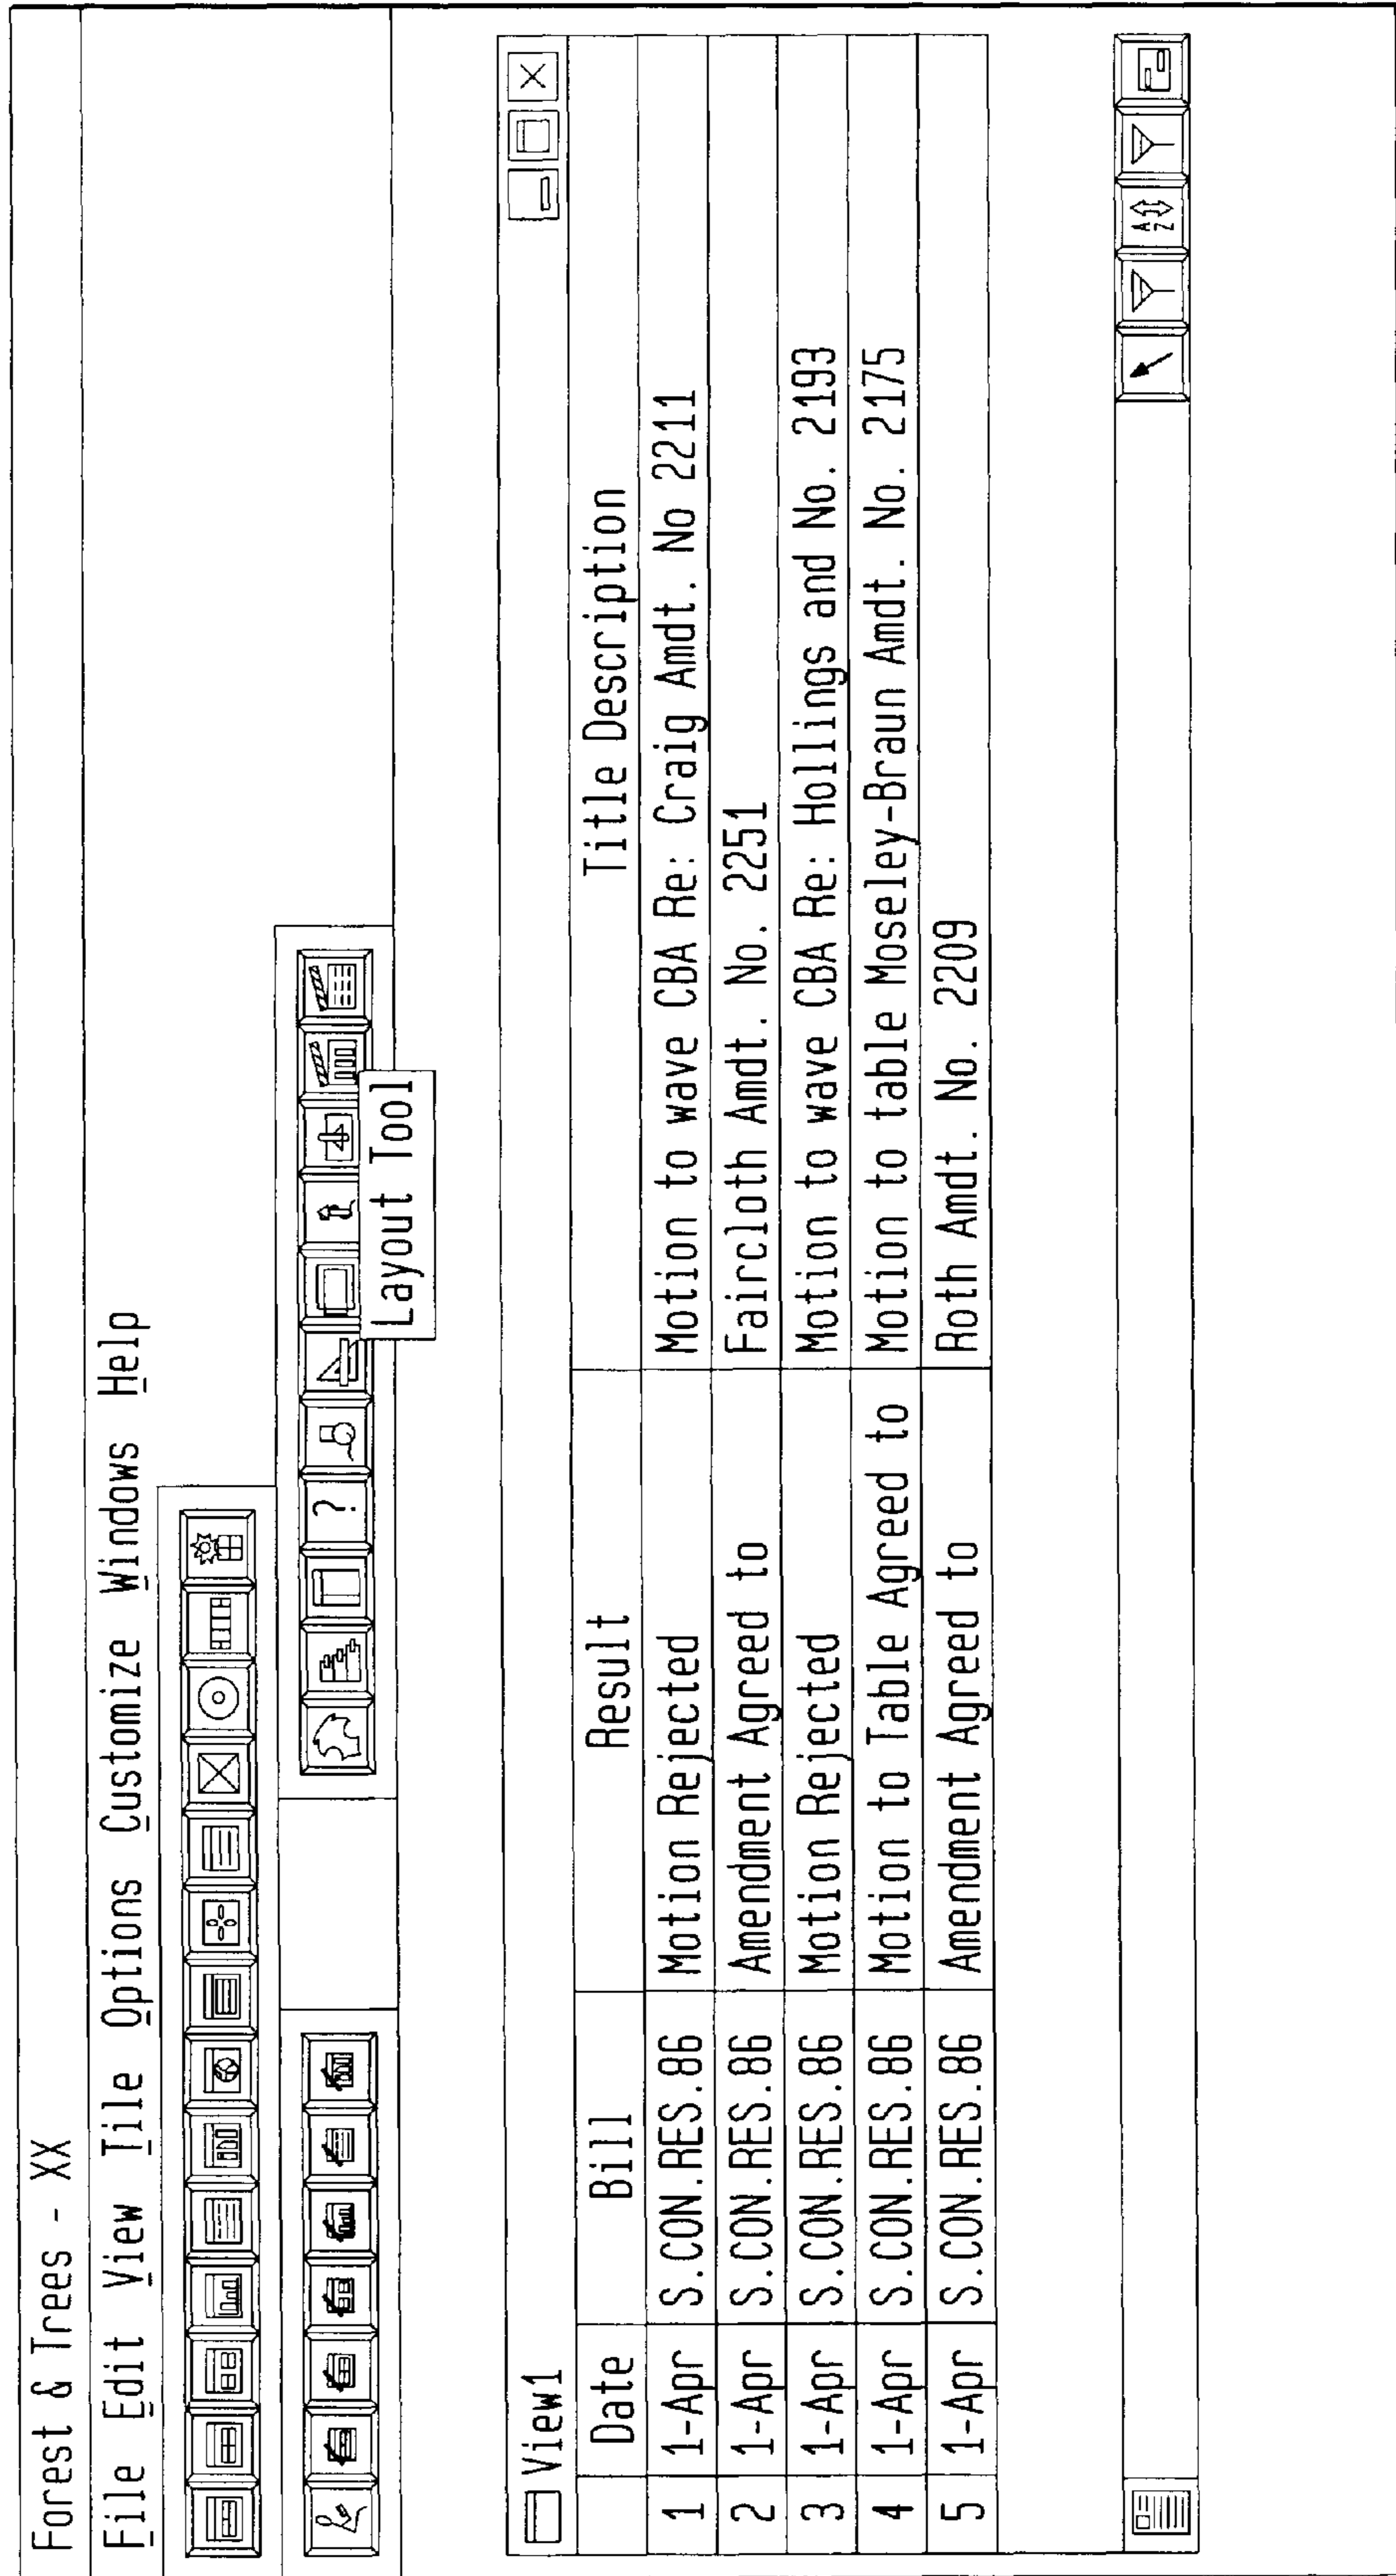 Forest & Trees - XX
File Edit View Tile Options Customize Windows Help
?
Layout Tool
View1
Date Bill Result Title Description
1 1-Apr S.CON.RES.86 Motion Rejected Motion to wave CBA Re: Craig Amdt. No 2211
2 1-Apr S.CON.RES.86 Amendment Agreed to Faircloth Amdt. No. 2251
3 1-Apr S.CON.RES.86 Motion Rejected Motion to wave CBA Re: Hollings and No. 2193
4 1-Apr S.CON.RES.86 Motion to Table Agreed to Motion to table Moseley-Braun Amdt. No. 2175
5 1-Apr S.CON.RES.86 Amendment Agreed to Roth Amdt. No. 2209
A
Z